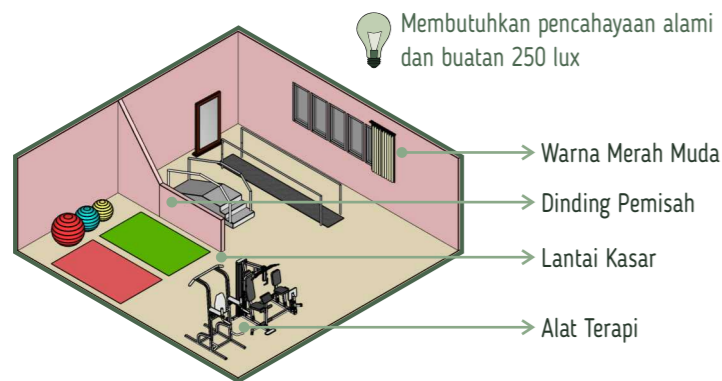 Membutuhkan pencahayaan alami
dan buatan 250 lux
Warna Merah Muda
Dinding Pemisah
Lantai Kasar
Alat Terapi